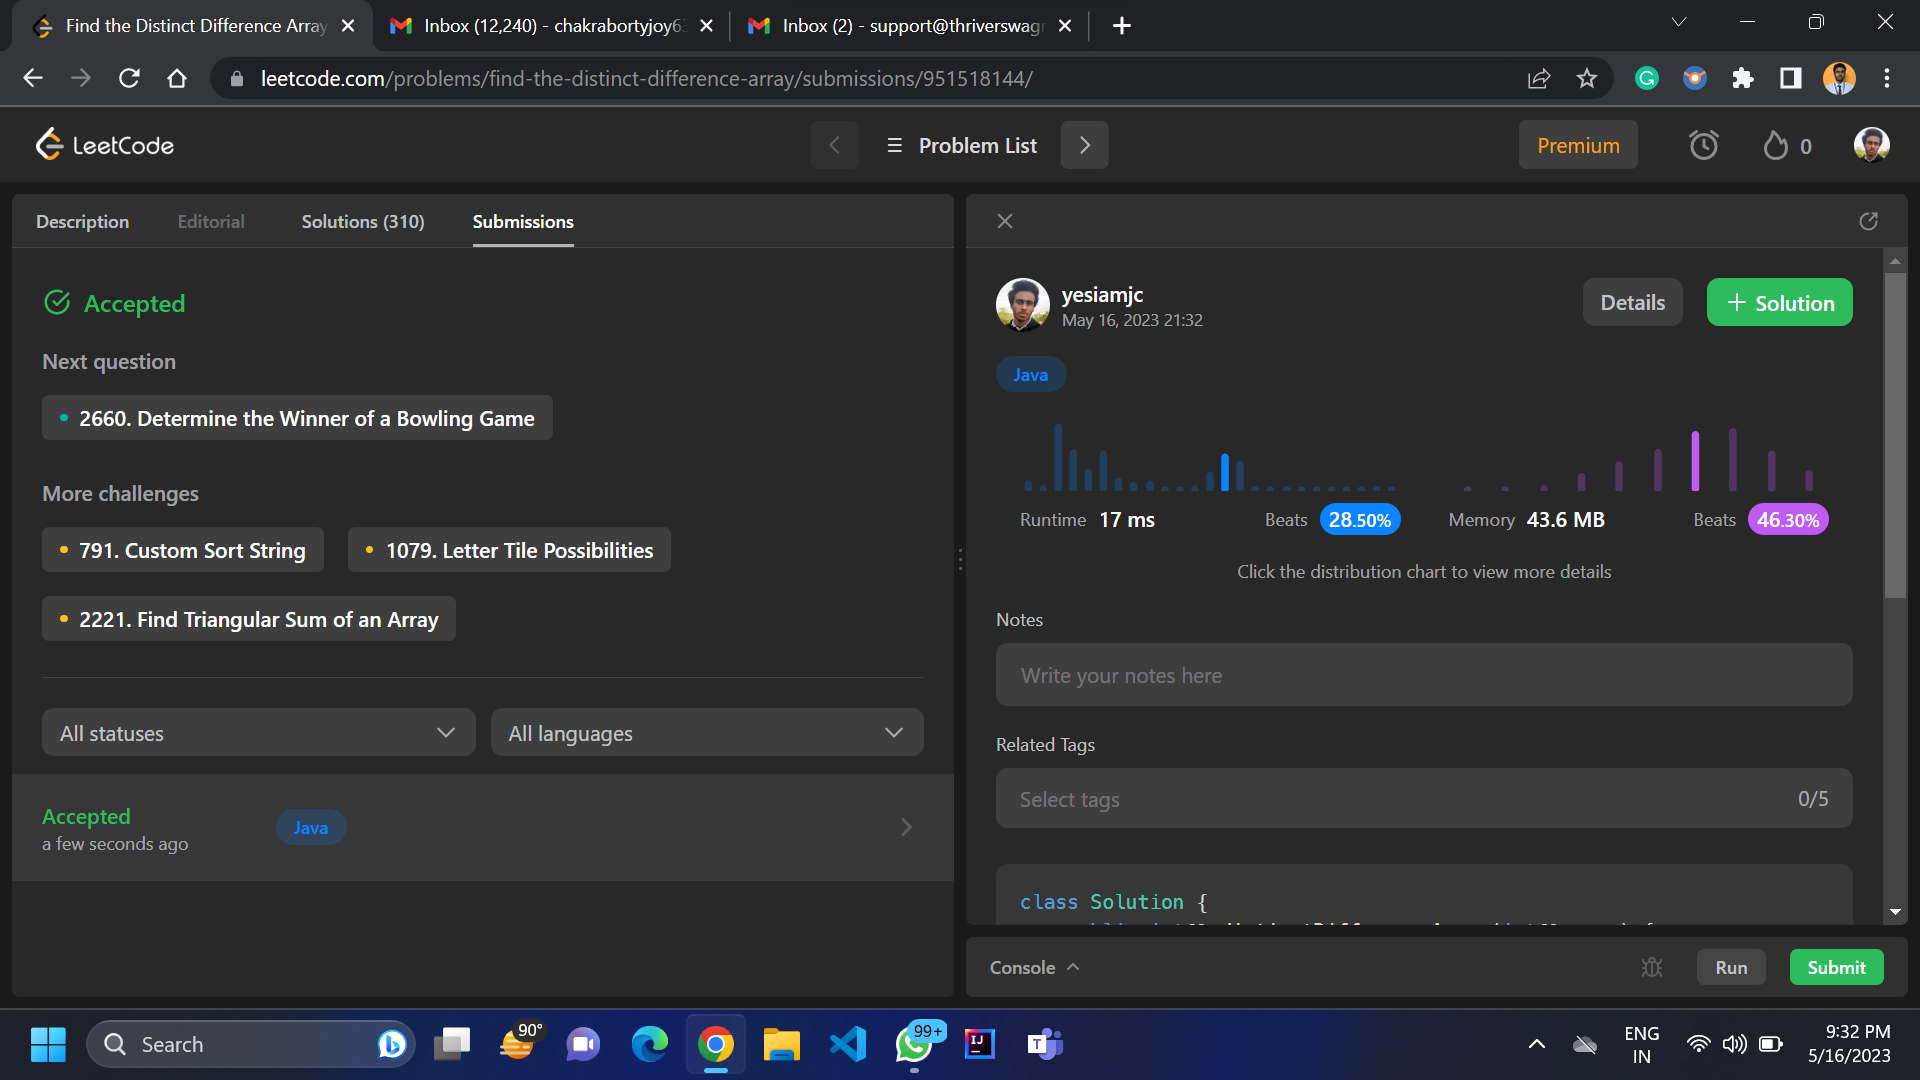 Find the Distinct Difference Array
Inbox (12,240) - chakrabortyjoy6
Inbox (2) - support@thriverswag
leetcode.com/problems/find-the-distinct-difference-array/submissions/951518144/
LeetCode
Problem List
Premium
0
Description
Editorial
Solutions (310)
Submissions
Accepted
Next question
2660. Determine the Winner of a Bowling Game
More challenges
791. Custom Sort String
1079. Letter Tile Possibilities
2221. Find Triangular Sum of an Array
All statuses
All languages
Accepted
a few seconds ago
Java
yesiamjc
May 16, 2023 21:32
Details
+ Solution
Java
Runtime 17 ms
Beats 28.50%
Memory 43.6 MB
Beats 46.30%
Click the distribution chart to view more details
Notes
Write your notes here
Related Tags
Select tags
0/5
class Solution {
Console
Run
Submit
Search
90°
99+
IJ
T
ENG
IN
9:32 PM
5/16/2023